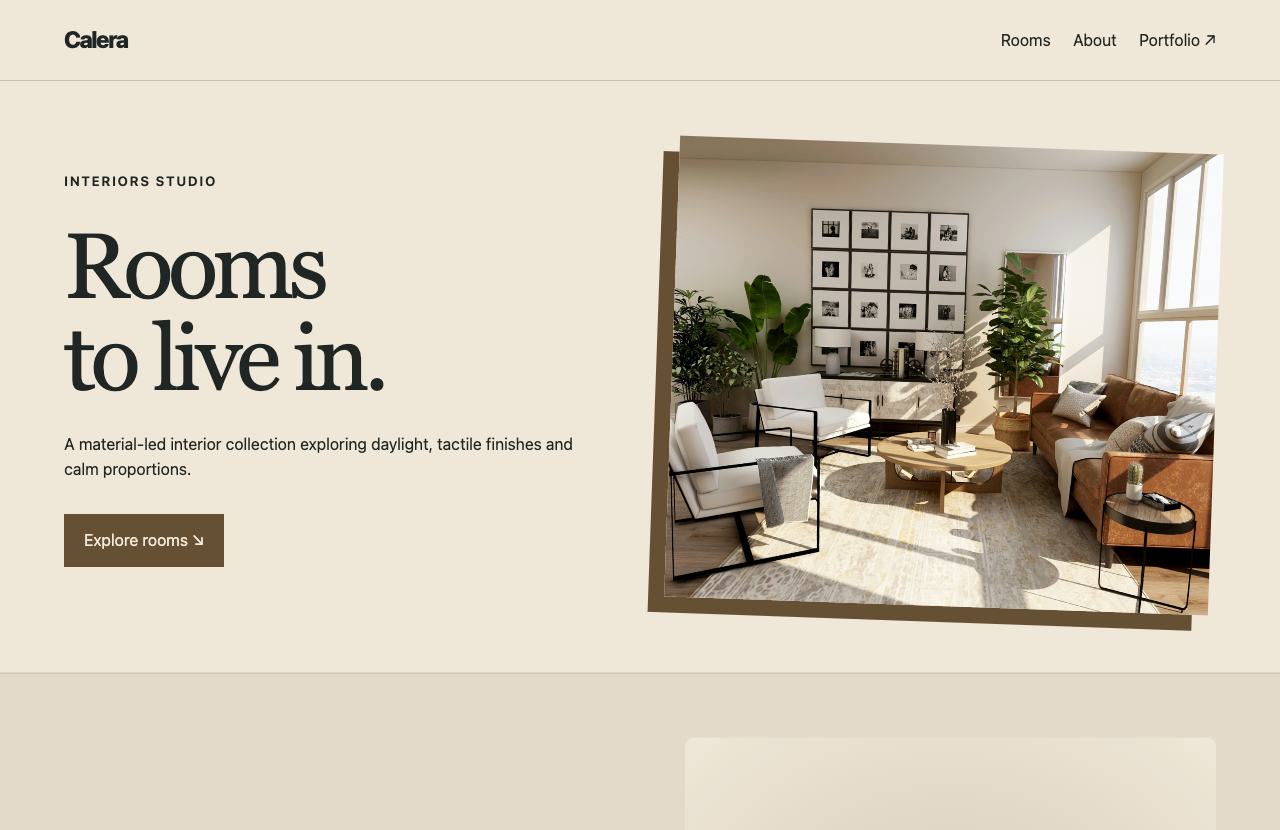 Calera
Rooms
About
Portfolio ↗
INTERIORS STUDIO
Rooms
to live in.
A material-led interior collection exploring daylight, tactile finishes and
calm proportions.
Explore rooms ↘